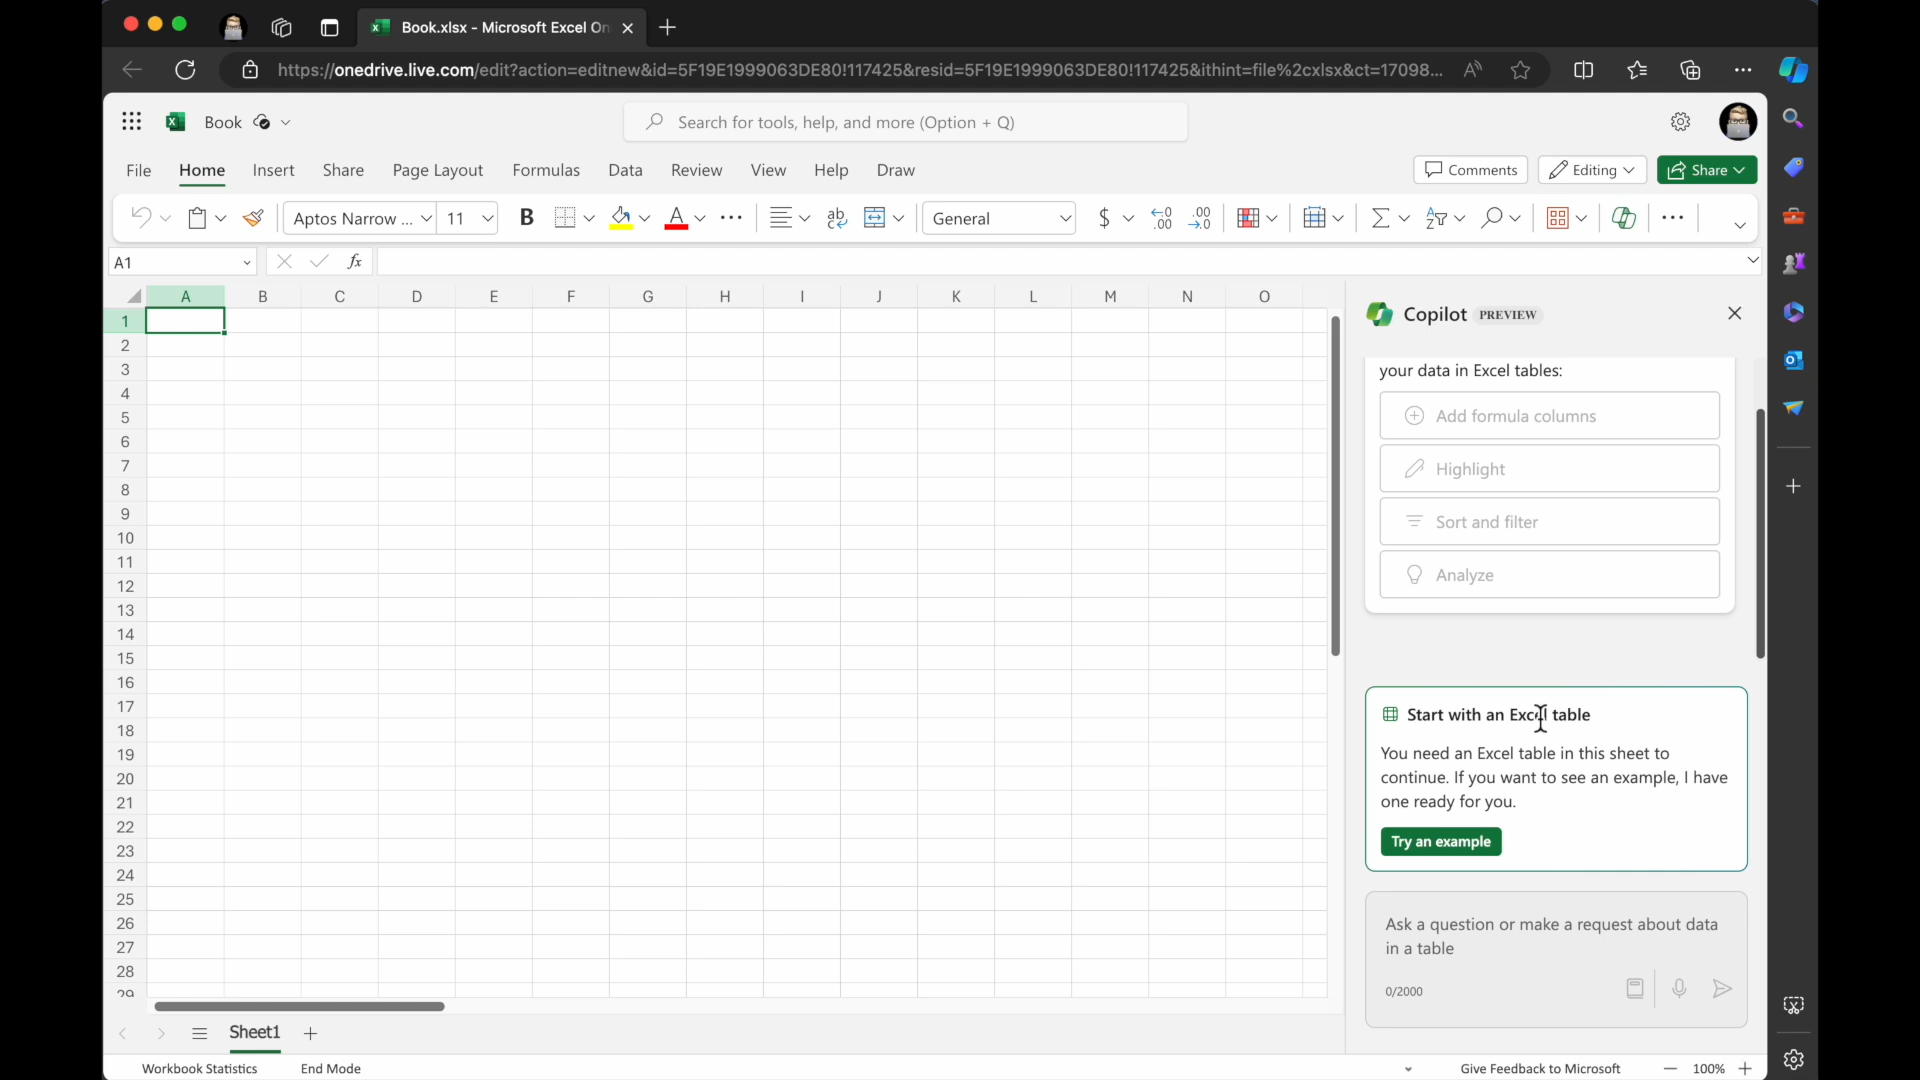 Book.xlsx - Microsoft Excel On
https://onedrive.live.com/edit?action=editnew&id=5F19E1999063DE80!117425&resid=5F19E1999063DE80!117425&ithint=file%2cxlsx&ct=17098...
Book
Search for tools, help, and more (Option + Q)
File Home Insert Share Page Layout Formulas Data Review View Help Draw
Comments Editing Share
Aptos Narrow ... 11 B General $
A1 fx
A B C D E F G H I J K L M N O
1
2
3
4
5
6
7
8
9
10
11
12
13
14
15
16
17
18
19
20
21
22
23
24
25
26
27
28
29
Copilot PREVIEW
your data in Excel tables:
Add formula columns
Highlight
Sort and filter
Analyze
Start with an Excel table
You need an Excel table in this sheet to
continue. If you want to see an example, I have
one ready for you.
Try an example
Ask a question or make a request about data
in a table
0/2000
Sheet1
Workbook Statistics End Mode Give Feedback to Microsoft 100%